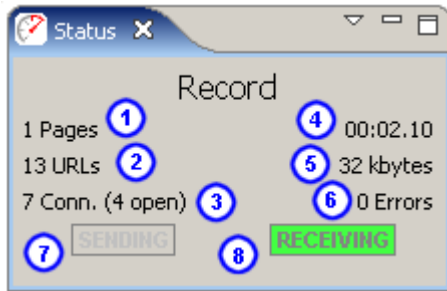 Status
Record
1 Pages 1 4 00:02.10
13 URLs 2 5 32 kbytes
7 Conn. (4 open) 3 6 0 Errors
7 SENDING 8 RECEIVING